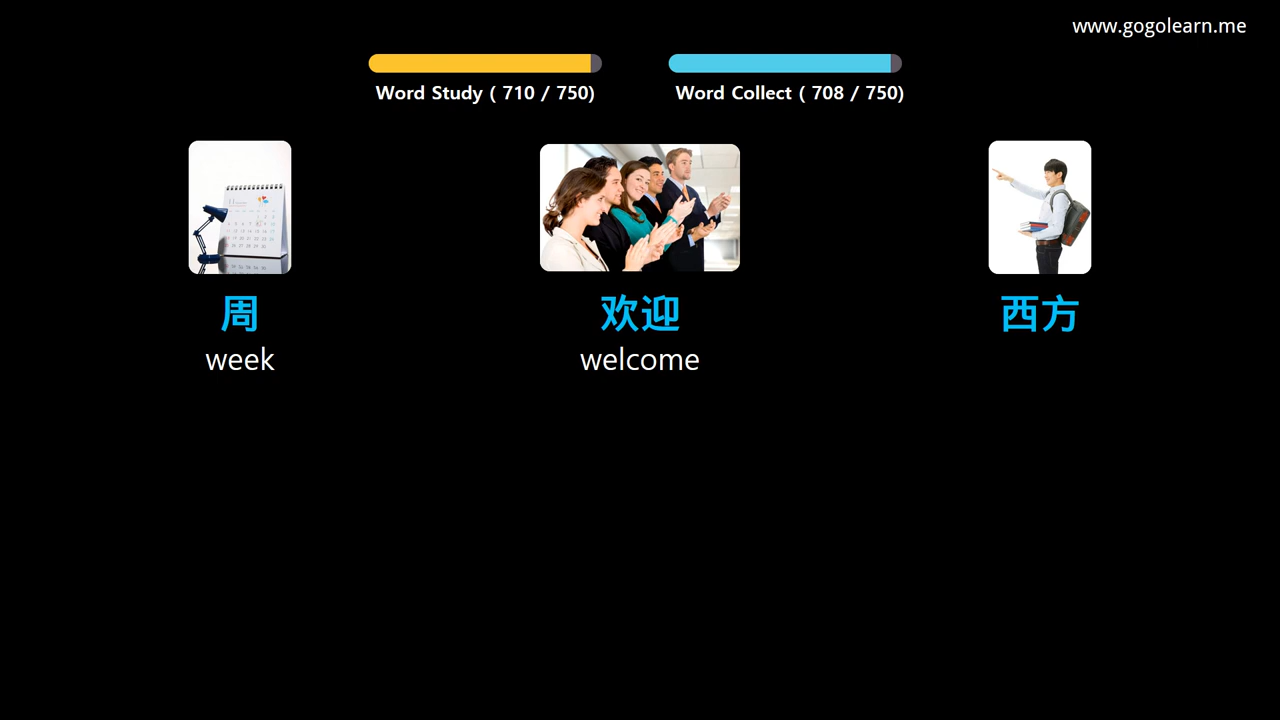 www.gogolearn.me
Word Study ( 710 / 750)
Word Collect ( 708 / 750)
周
欢迎
西方
week
welcome